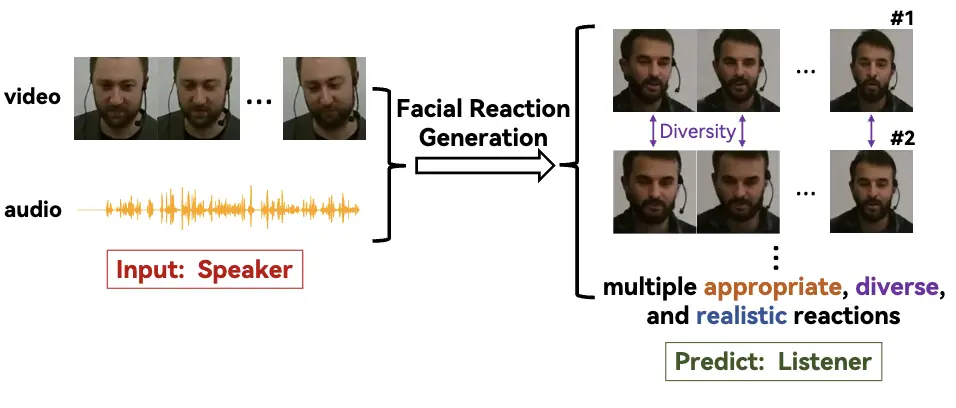 video
audio
Input: Speaker
Facial Reaction
Generation
#1
...
Diversity
#2
...
multiple appropriate, diverse,
and realistic reactions
Predict: Listener